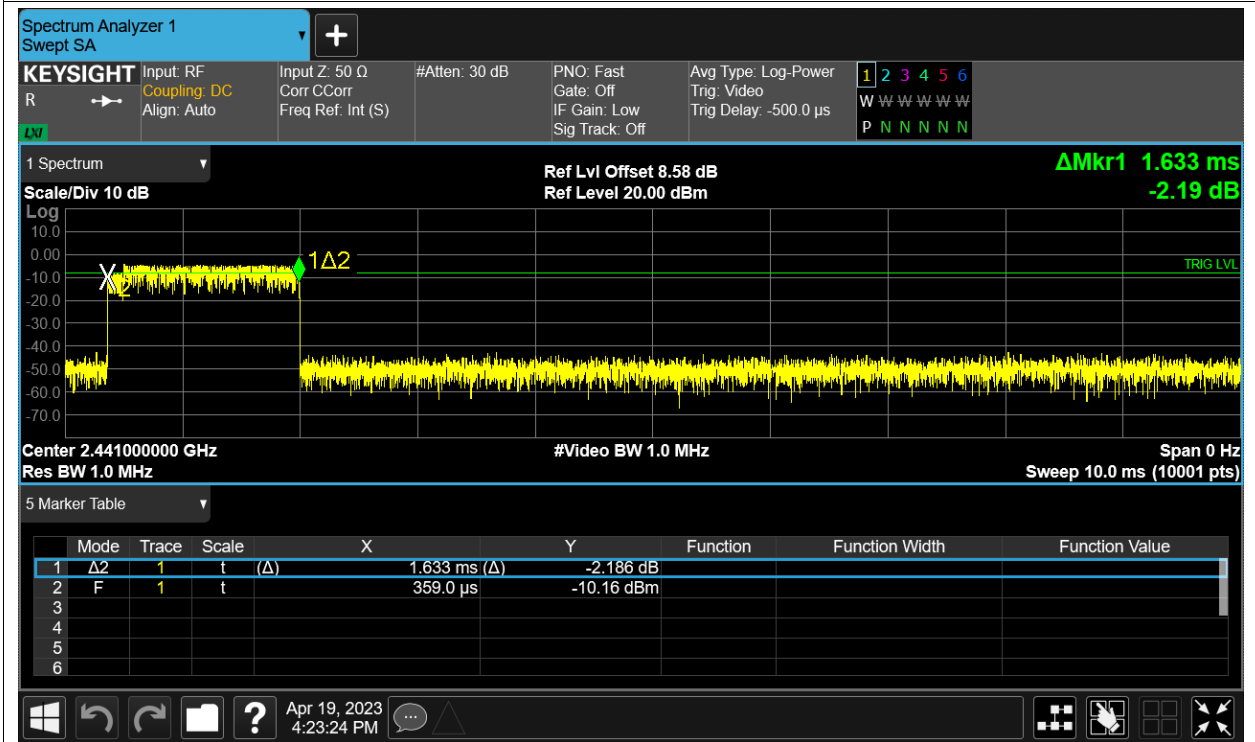 Spectrum Analyzer 1
Swept SA
+
KEYSIGHT
R
LXI
Input: RF
Coupling: DC
Align: Auto
Input Z: 50 Ω
Corr CCorr
Freq Ref: Int (S)
#Atten: 30 dB
PNO: Fast
Gate: Off
IF Gain: Low
Sig Track: Off
Avg Type: Log-Power
Trig: Video
Trig Delay: -500.0 µs
1 2 3 4 5 6
W W W W W W
P N N N N N
1 Spectrum
Scale/Div 10 dB
Ref Lvl Offset 8.58 dB
Ref Level 20.00 dBm
ΔMkr1 1.633 ms
-2.19 dB
Log
10.0
0.00
-10.0
-20.0
-30.0
-40.0
-50.0
-60.0
-70.0
X2
1Δ2
TRIG LVL
Center 2.441000000 GHz
#Video BW 1.0 MHz
Span 0 Hz
Res BW 1.0 MHz
Sweep 10.0 ms (10001 pts)
5 Marker Table
Mode Trace Scale X Y Function Function Width Function Value
1 Δ2 1 t (Δ) 1.633 ms (Δ) -2.186 dB
2 F 1 t 359.0 µs -10.16 dBm
3
4
5
6
?
Apr 19, 2023
4:23:24 PM